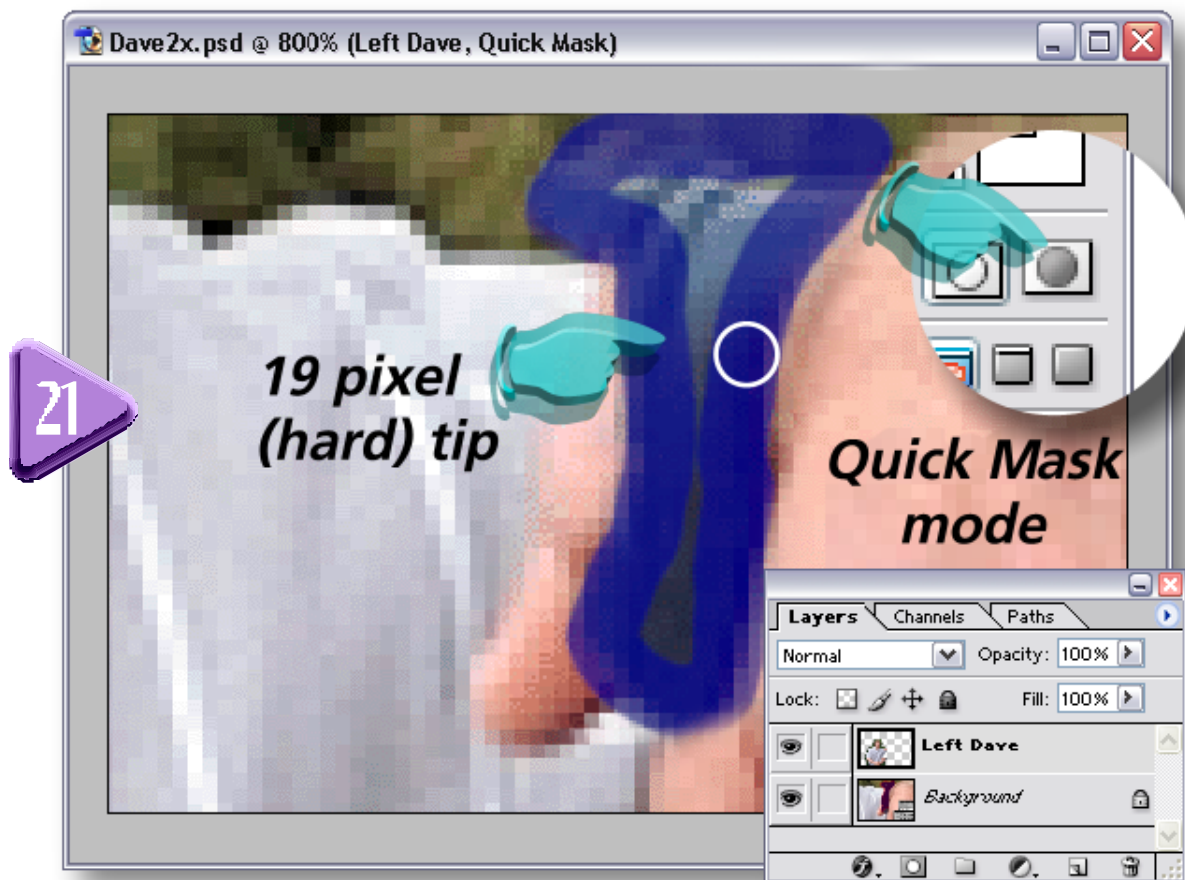 Dave2x.psd @ 800% (Left Dave, Quick Mask)
21
19 pixel
(hard) tip
Quick Mask
mode
Layers Channels Paths
Normal Opacity: 100%
Lock: Fill: 100%
Left Dave
Background